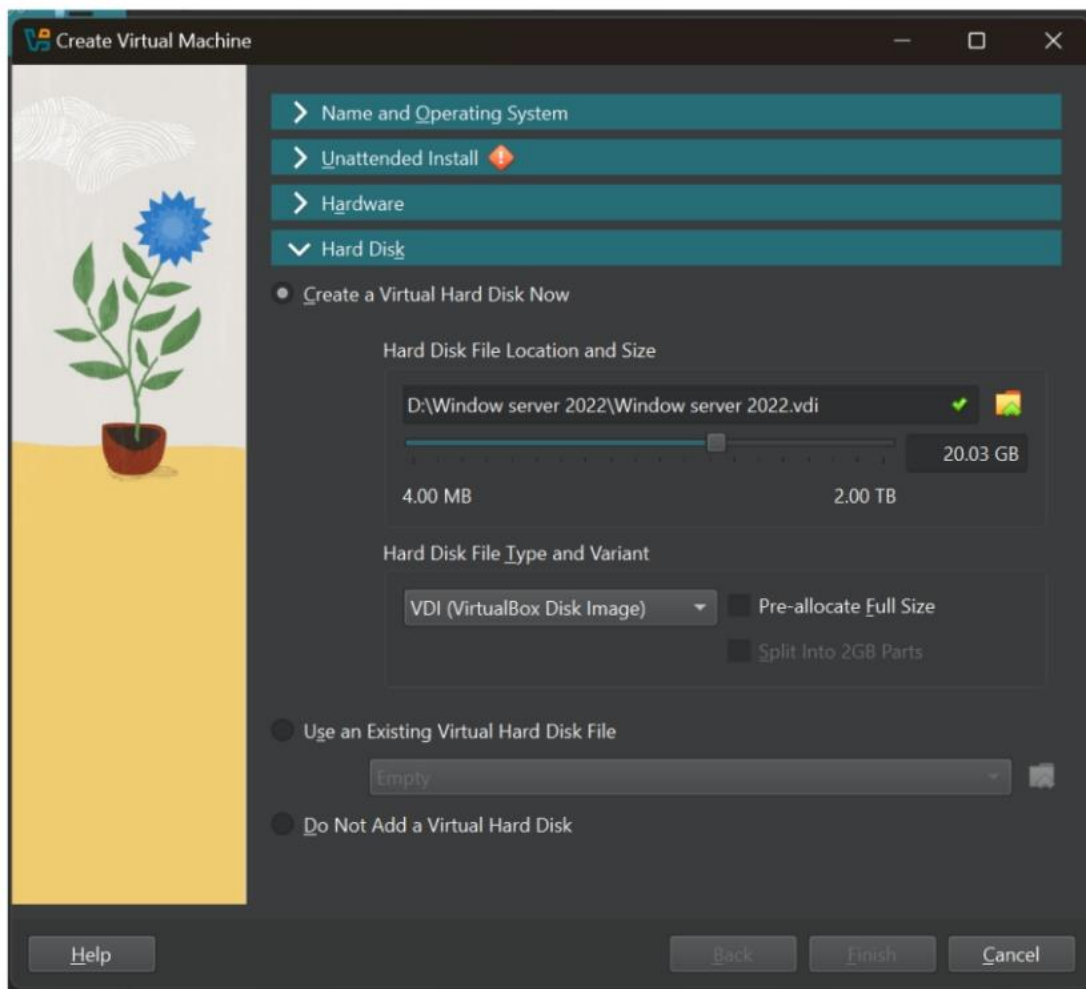 Create Virtual Machine
Name and Operating System
Unattended Install
Hardware
Hard Disk
Create a Virtual Hard Disk Now
Hard Disk File Location and Size
D:\Window server 2022\Window server 2022.vdi
20.03 GB
4.00 MB 2.00 TB
Hard Disk File Type and Variant
VDI (VirtualBox Disk Image) Pre-allocate Full Size
Split Into 2GB Parts
Use an Existing Virtual Hard Disk File
Empty
Do Not Add a Virtual Hard Disk
Help Back Finish Cancel